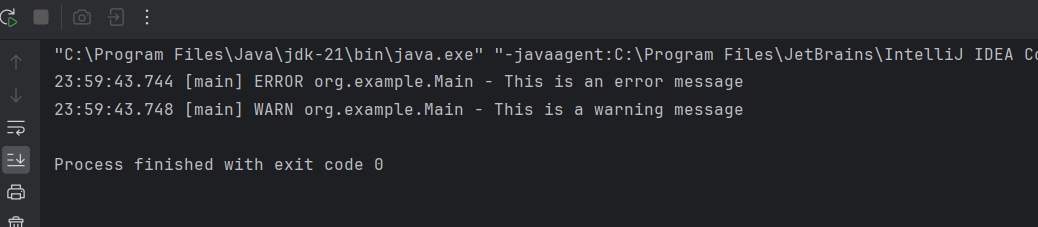 "C:\Program Files\Java\jdk-21\bin\java.exe" "-javaagent:C:\Program Files\JetBrains\IntelliJ IDEA
23:59:43.744 [main] ERROR org.example.Main - This is an error message
23:59:43.748 [main] WARN org.example.Main - This is a warning message
Process finished with exit code 0